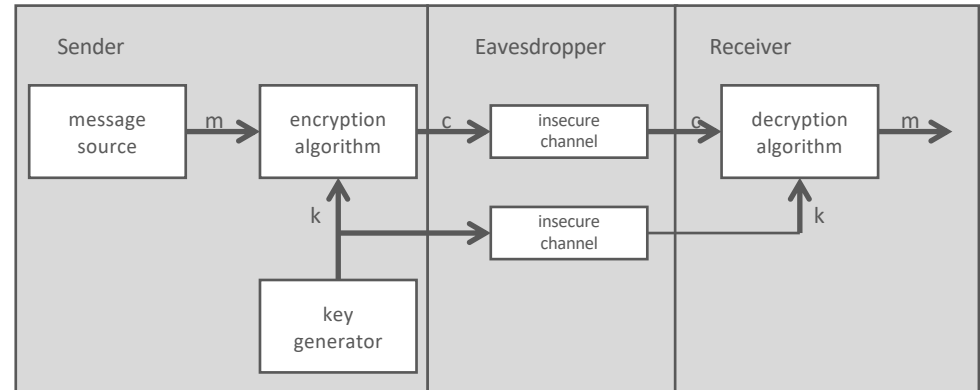 Sender
Eavesdropper
Receiver
message
source
m
encryption
algorithm
c
insecure
channel
c
decryption
algorithm
m
k
insecure
channel
k
key
generator